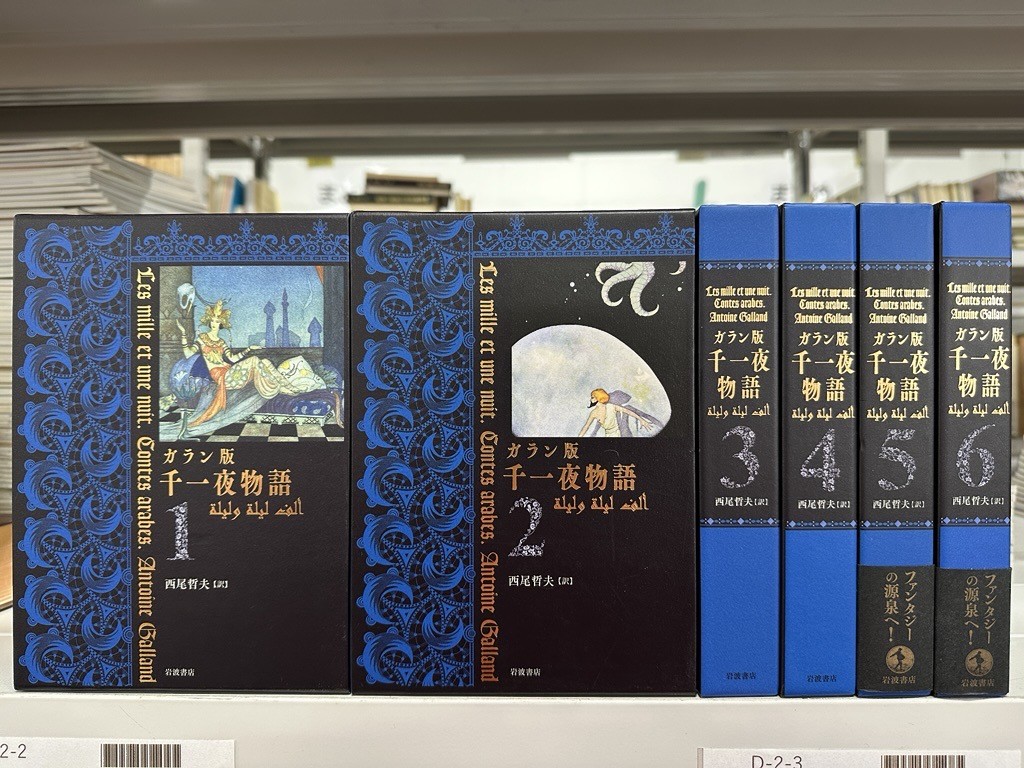 Les mille et une nuit. Contes arabes. Antoine Galland
ガラン版
千一夜物語
1
ألف ليلة وليلة
西尾哲夫【訳】
岩波書店
Les mille et une nuit. Contes arabes. Antoine Galland
ガラン版
千一夜物語
2
ألف ليلة وليلة
西尾哲夫【訳】
岩波書店
Les mille et une nuit.
Contes arabes.
Antoine Galland
ガラン版
千一夜
物語
ألف ليلة وليلة
3
西尾哲夫【訳】
岩波書店
Les mille et une nuit.
Contes arabes.
Antoine Galland
ガラン版
千一夜
物語
ألف ليلة وليلة
4
西尾哲夫【訳】
岩波書店
Les mille et une nuit.
Contes arabes.
Antoine Galland
ガラン版
千一夜
物語
ألف ليلة وليلة
5
西尾哲夫【訳】
ファンタジー
の源泉へ!
岩波書店
Les mille et une nuit.
Contes arabes.
Antoine Galland
ガラン版
千一夜
物語
ألف ليلة وليلة
6
西尾哲夫【訳】
ファンタジー
の源泉へ!
岩波書店
2-2
D-2-3